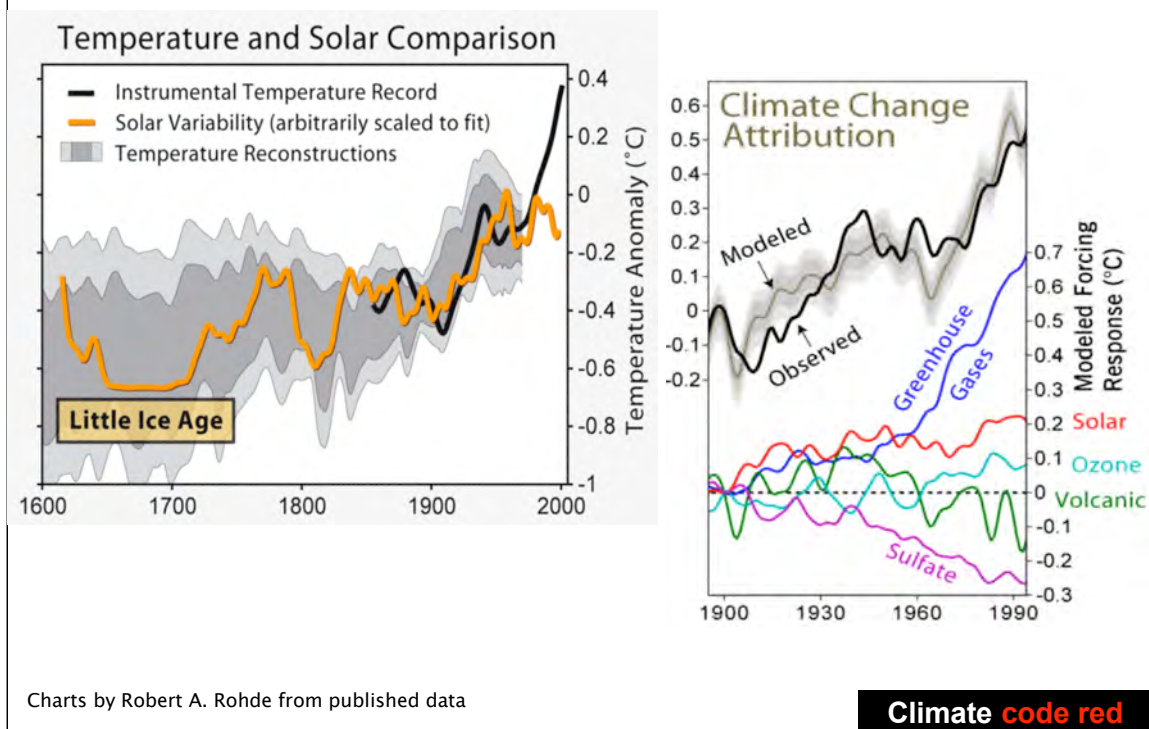 Temperature and Solar Comparison
Instrumental Temperature Record
Solar Variability (arbitrarily scaled to fit)
Temperature Reconstructions
Little Ice Age
0.4
0.2
0
-0.2
-0.4
-0.6
-0.8
-1
Temperature Anomaly (°C)
1600
1700
1800
1900
2000
Climate Change
Attribution
0.6
0.5
0.4
0.3
0.2
0.1
0
-0.1
-0.2
Modeled
Observed
Greenhouse
Gases
0.7
0.6
0.5
0.4
0.3
0.2
0.1
0
-0.1
-0.2
-0.3
Modeled Forcing
Response (°C)
Solar
Ozone
Volcanic
Sulfate
1900
1930
1960
1990
Charts by Robert A. Rohde from published data
Climate code red